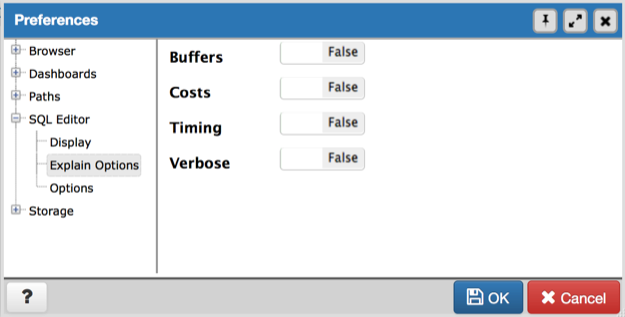 Preferences
Browser
Dashboards
Paths
SQL Editor
Display
Explain Options
Options
Storage
Buffers False
Costs False
Timing False
Verbose False
? OK Cancel